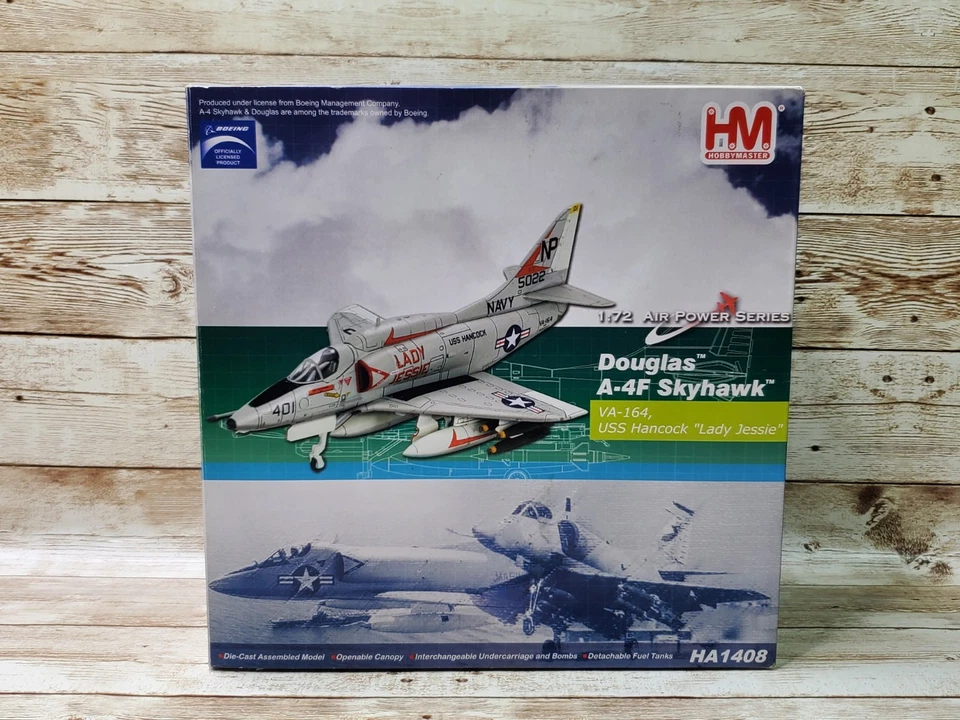 Produced under license from Boeing Management Company.
A-4 Skyhawk & Douglas are among the trademarks owned by Boeing.
BOEING
OFFICIALLY
LICENSED
PRODUCT
HM
HOBBYMASTER
NP
5022
NAVY
VA-164
USS HANCOCK
LADY
JESSIE
401
1:72 AIR POWER SERIES
Douglas™
A-4F Skyhawk™
VA-164,
USS Hancock "Lady Jessie"
Die-Cast Assembled Model Openable Canopy Interchangeable Undercarriage and Bombs Detachable Fuel Tanks HA1408